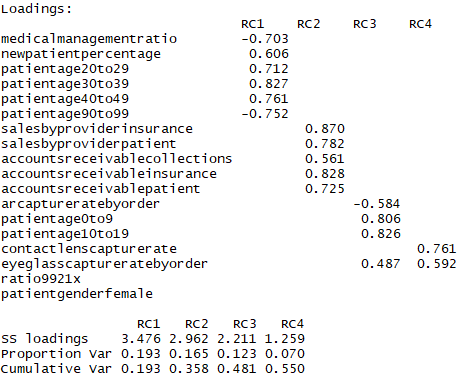 Loadings:
                          RC1    RC2    RC3    RC4
medicalmanagementratio        -0.703
newpatientpercentage           0.606
patientage20to29               0.712
patientage30to39               0.827
patientage40to49               0.761
patientage90to99              -0.752
salesbyproviderinsurance              0.870
salesbyproviderpatient                0.782
accountsreceivablecollections         0.561
accountsreceivableinsurance           0.828
accountsreceivablepatient             0.725
arcaptureratebyorder                        -0.584
patientage0to9                               0.806
patientage10to19                             0.826
contactlenscapturerate                              0.761
eyeglasscaptureratebyorder                   0.487  0.592
ratio9921x
patientgenderfemale
                 RC1   RC2   RC3   RC4
SS loadings    3.476 2.962 2.211 1.259
Proportion Var 0.193 0.165 0.123 0.070
Cumulative Var 0.193 0.358 0.481 0.550